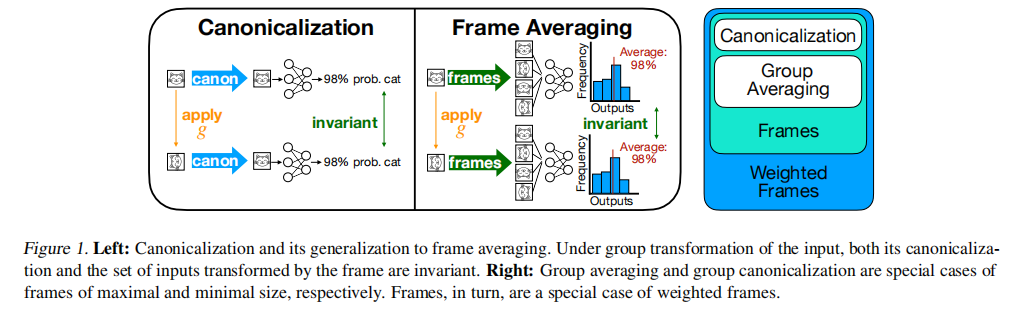 Canonicalization
canon
98% prob. cat
apply
g
invariant
canon
98% prob. cat
Frame Averaging
frames
Frequency
Average:
98%
Outputs
apply
g
invariant
frames
Frequency
Average:
98%
Outputs
Canonicalization
Group
Averaging
Frames
Weighted
Frames
Figure 1. Left: Canonicalization and its generalization to frame averaging. Under group transformation of the input, both its canonicaliza-
tion and the set of inputs transformed by the frame are invariant. Right: Group averaging and group canonicalization are special cases of
frames of maximal and minimal size, respectively. Frames, in turn, are a special case of weighted frames.